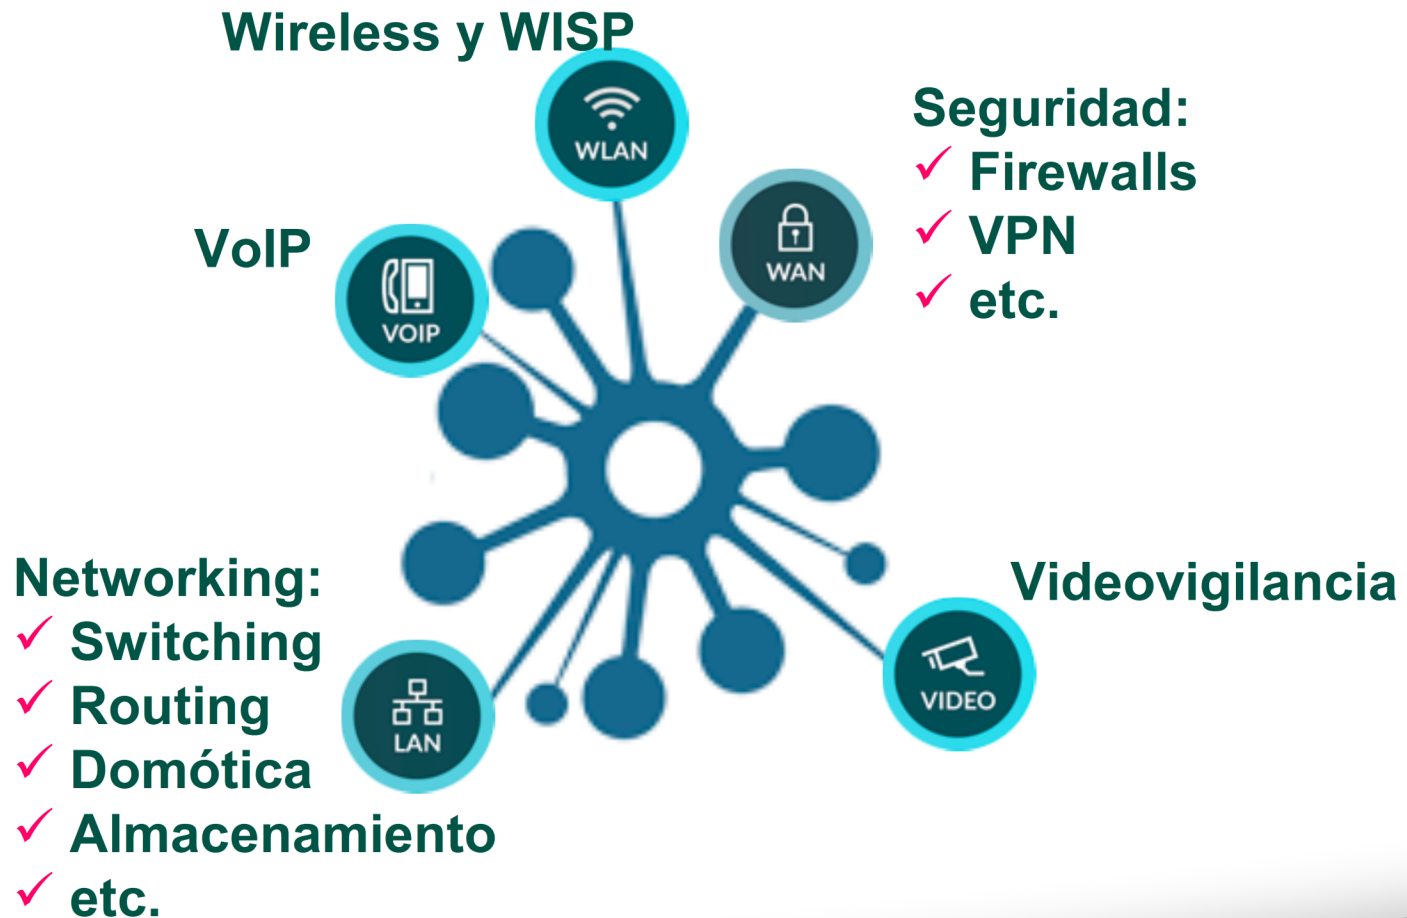 Wireless y WISP
WLAN
Seguridad:
✓ Firewalls
✓ VPN
✓ etc.
WAN
VoIP
VOIP
Networking:
✓ Switching
✓ Routing
✓ Domótica
✓ Almacenamiento
✓ etc.
LAN
Videovigilancia
VIDEO